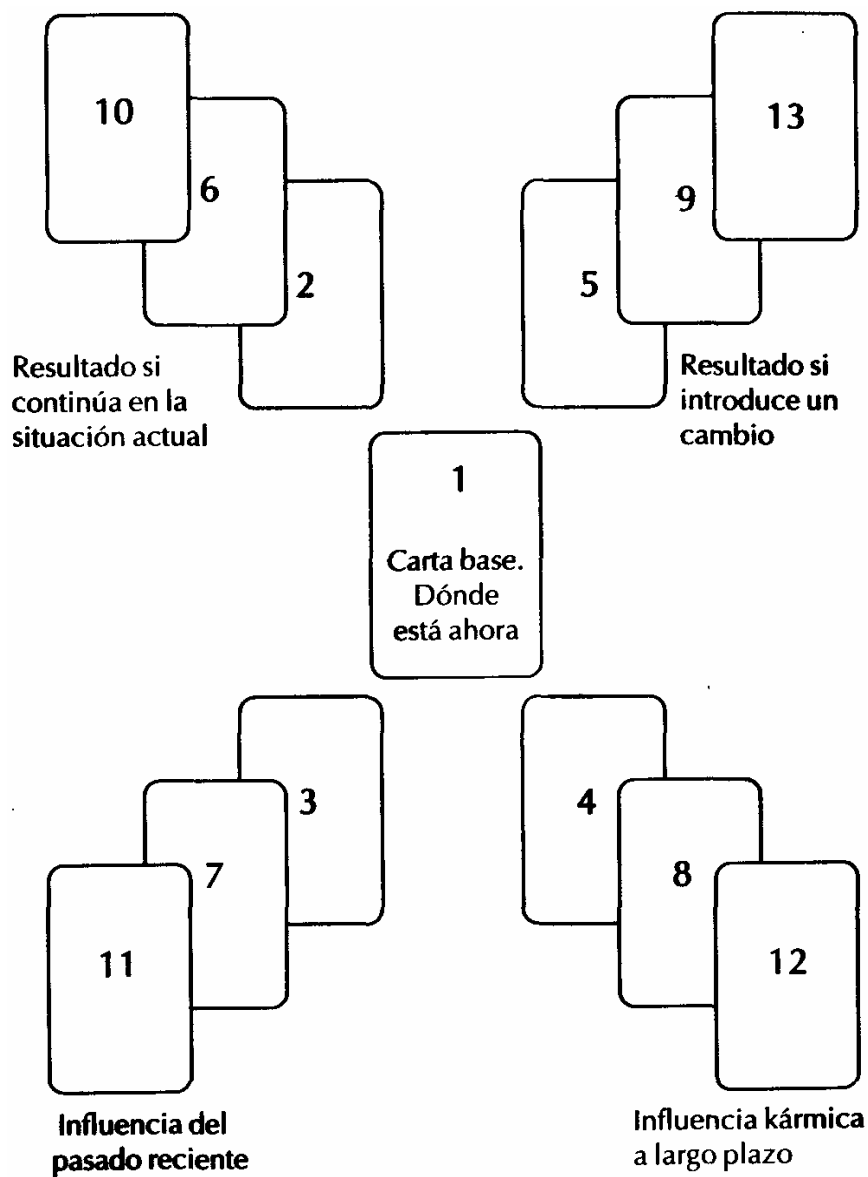 10
6
2
13
9
5
Resultado si
continúa en la
situación actual
Resultado si
introduce un
cambio
1
Carta base.
Dónde
está ahora
3
7
11
4
8
12
Influencia del
pasado reciente
Influencia kármica
a largo plazo